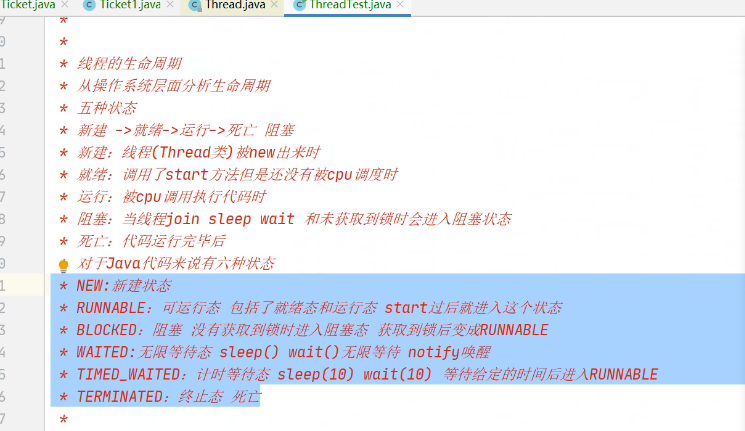 Ticket.java × Ticket1.java × Thread.java × ThreadTest.java ×
*
*
* 线程的生命周期
* 从操作系统层面分析生命周期
* 五种状态
* 新建 ->就绪->运行->死亡 阻塞
* 新建：线程(Thread类)被new出来时
* 就绪：调用了start方法但是还没有被cpu调度时
* 运行：被cpu调用执行代码时
* 阻塞：当线程join sleep wait 和未获取到锁时会进入阻塞状态
* 死亡：代码运行完毕后
* 对于Java代码来说有六种状态
* NEW:新建状态
* RUNNABLE：可运行态 包括了就绪态和运行态 start过后就进入这个状态
* BLOCKED：阻塞 没有获取到锁时进入阻塞态 获取到锁后变成RUNNABLE
* WAITED:无限等待态 sleep() wait()无限等待 notify唤醒
* TIMED_WAITED：计时等待态 sleep(10) wait(10) 等待给定的时间后进入RUNNABLE
* TERMINATED：终止态 死亡
*